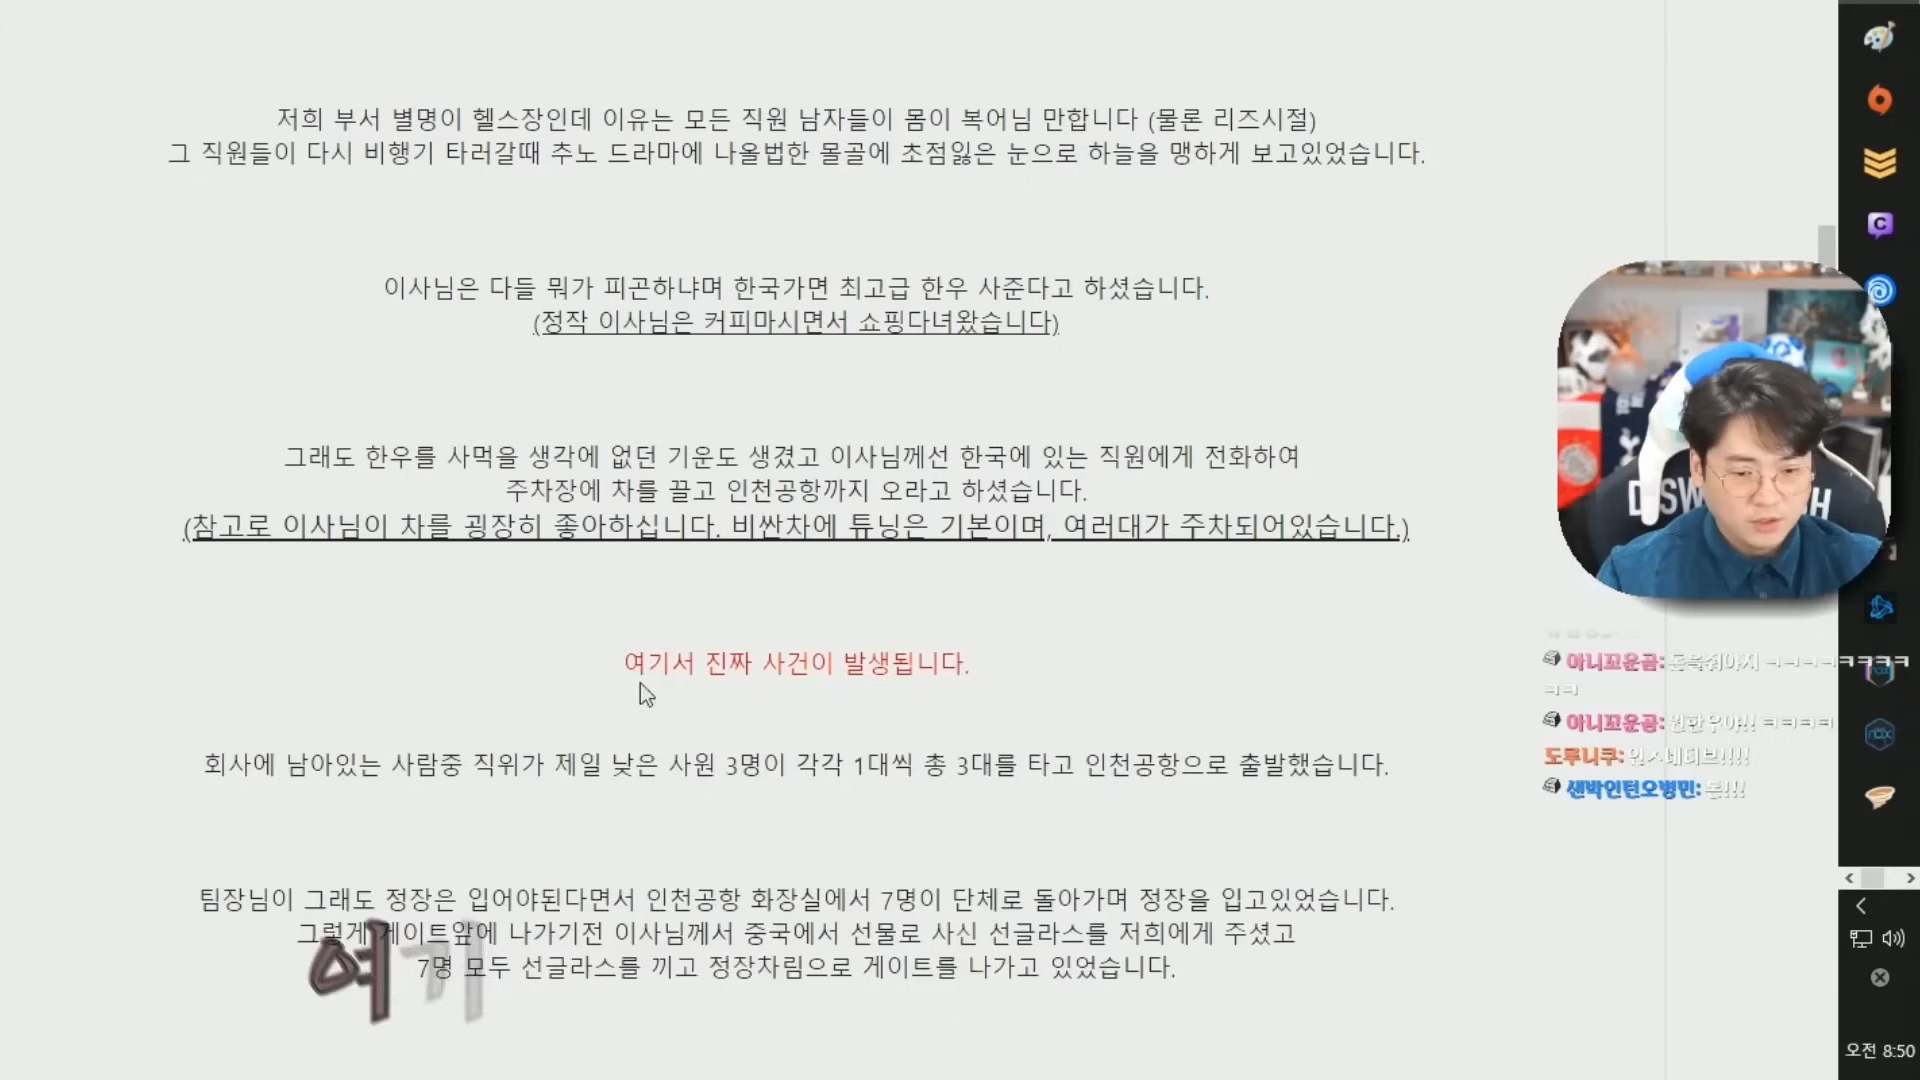 저희 부서 별명이 헬스장인데 이유는 모든 직원 남자들이 몸이 복어님 만합니다 (물론 리즈시절)
그 직원들이 다시 비행기 타러갈때 추노 드라마에 나올법한 몰골에 초점잃은 눈으로 하늘을 맹하게 보고있었습니다.
이사님은 다들 뭐가 피곤하냐며 한국가면 최고급 한우 사준다고 하셨습니다.
(정작 이사님은 커피마시면서 쇼핑다녀왔습니다)
그래도 한우를 사먹을 생각에 없던 기운도 생겼고 이사님께선 한국에 있는 직원에게 전화하여
주차장에 차를 끌고 인천공항까지 오라고 하셨습니다.
(참고로 이사님이 차를 굉장히 좋아하십니다. 비싼차에 튜닝은 기본이며, 여러대가 주차되어있습니다.)
여기서 진짜 사건이 발생됩니다.
회사에 남아있는 사람중 직위가 제일 낮은 사원 3명이 각각 1대씩 총 3대를 타고 인천공항으로 출발했습니다.
팀장님이 그래도 정장은 입어야된다면서 인천공항 화장실에서 7명이 단체로 돌아가며 정장을 입고있었습니다.
그렇게 게이트앞에 나가기전 이사님께서 중국에서 선물로 사신 선글라스를 저희에게 주셨고
7명 모두 선글라스를 끼고 정장차림으로 게이트를 나가고 있었습니다.
여기
아니꼬운곰: ㅋㅋㅋㅋㅋㅋㅋㅋ
ㅋㅋ
아니꼬운곰: ㅋㅋㅋㅋ
도루니쿠:
샌박인턴오병민:
오전 8:50